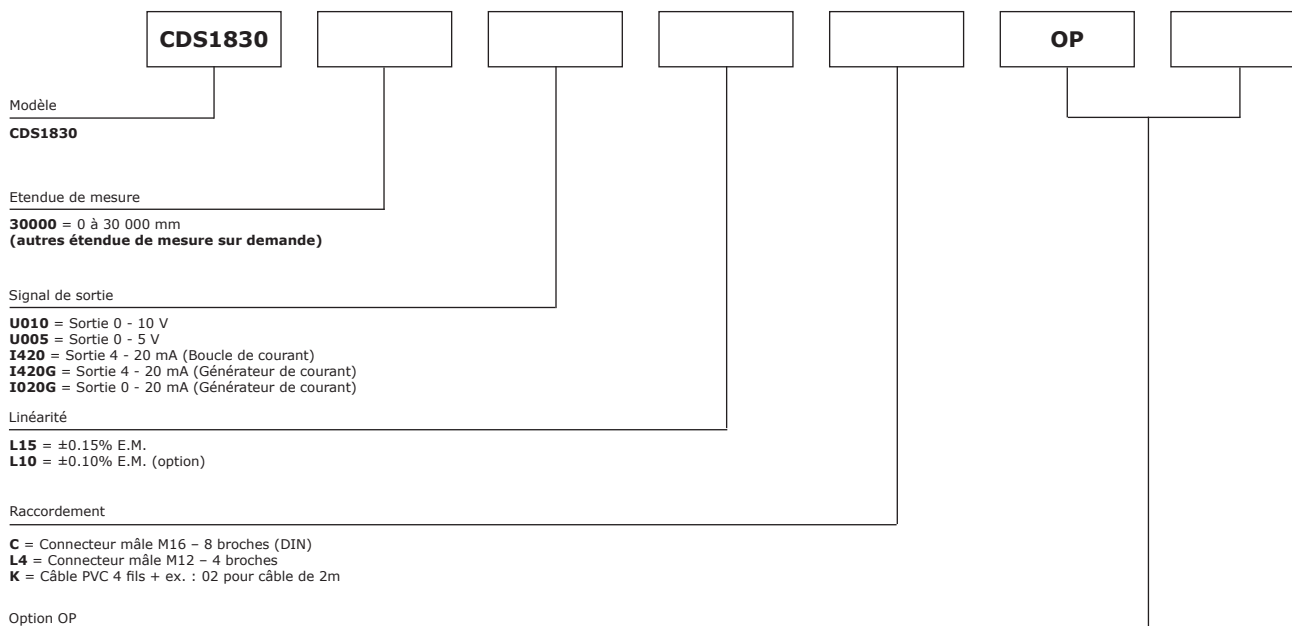 CDS1830
OP
Modèle
CDS1830
Etendue de mesure
30000 = 0 à 30 000 mm
(autres étendue de mesure sur demande)
Signal de sortie
U010 = Sortie 0 - 10 V
U005 = Sortie 0 - 5 V
I420 = Sortie 4 - 20 mA (Boucle de courant)
I420G = Sortie 4 - 20 mA (Générateur de courant)
I020G = Sortie 0 - 20 mA (Générateur de courant)
Linéarité
L15 = ±0.15% E.M.
L10 = ±0.10% E.M. (option)
Raccordement
C = Connecteur mâle M16 – 8 broches (DIN)
L4 = Connecteur mâle M12 – 4 broches
K = Câble PVC 4 fils + ex. : 02 pour câble de 2m
Option OP